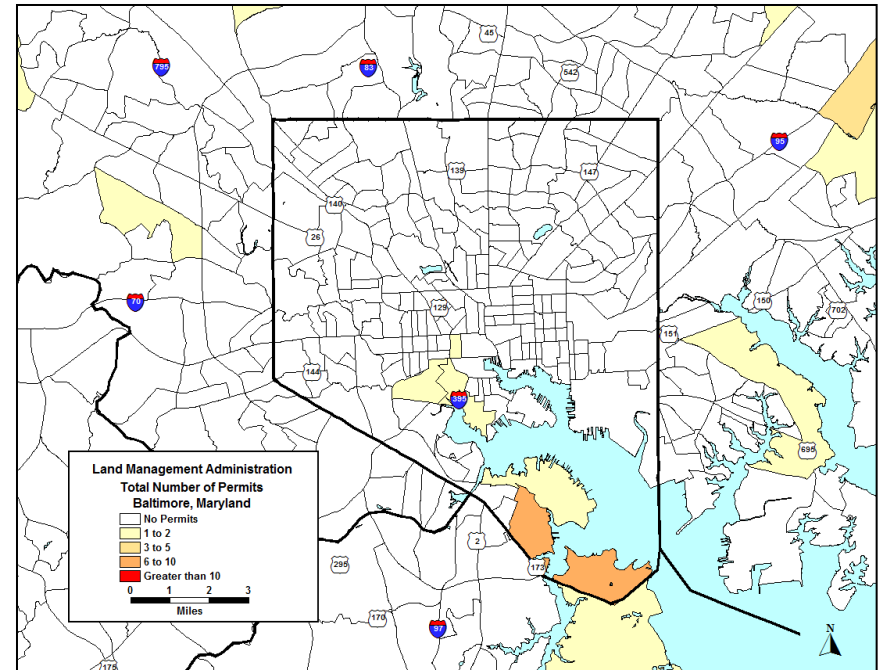 45
795
83
542
95
139
147
140
26
70
150
702
129
151
144
395
695
Land Management Administration
Total Number of Permits
Baltimore, Maryland
No Permits
1 to 2
3 to 5
6 to 10
Greater than 10
0 1 2 3
Miles
2
295
173
170
97
N
175